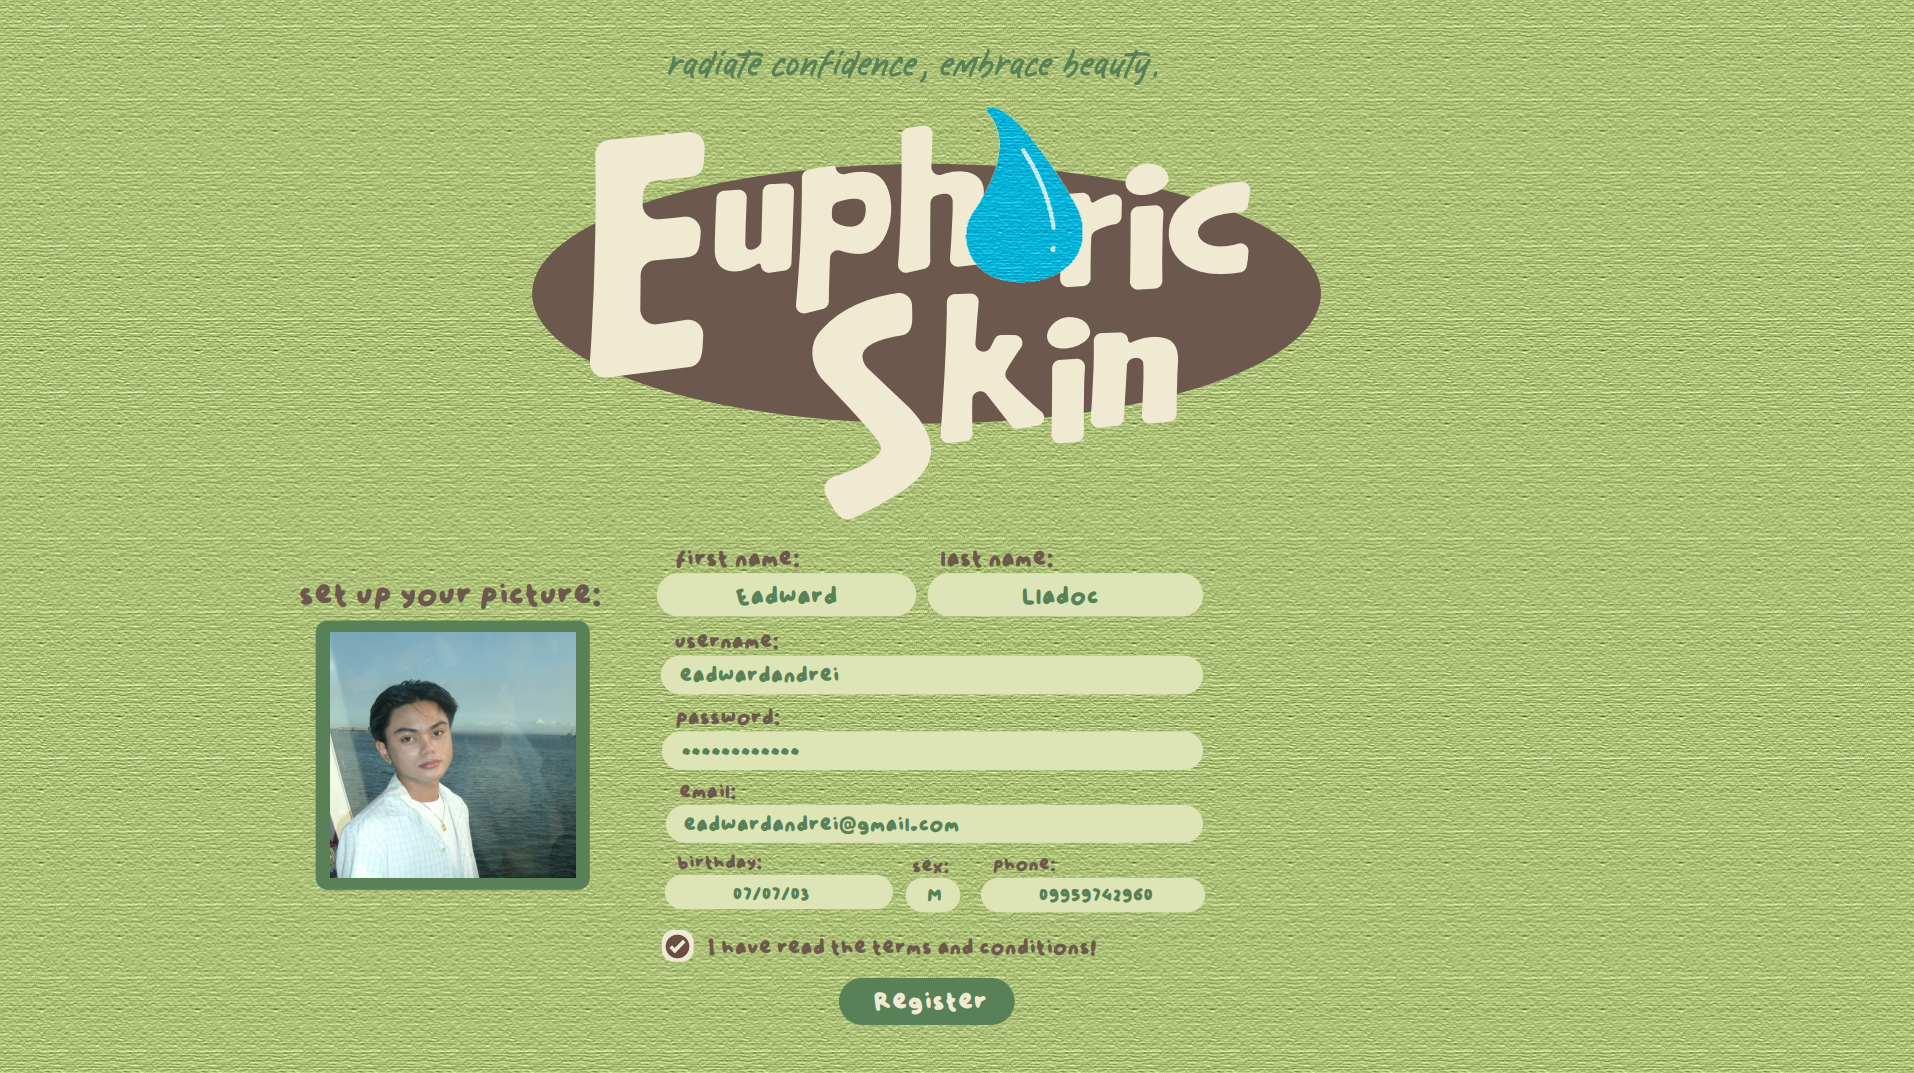 radiate confidence, embrace beauty.
Euphoric
Skin
set up your picture:
first name: last name:
Eadward Lladoc
username:
eadwardandrei
password:
••••••••••••
email:
eadwardandrei@gmail.com
birthday: sex: phone:
07/07/03 M 09959742960
I have read the terms and conditions!
Register